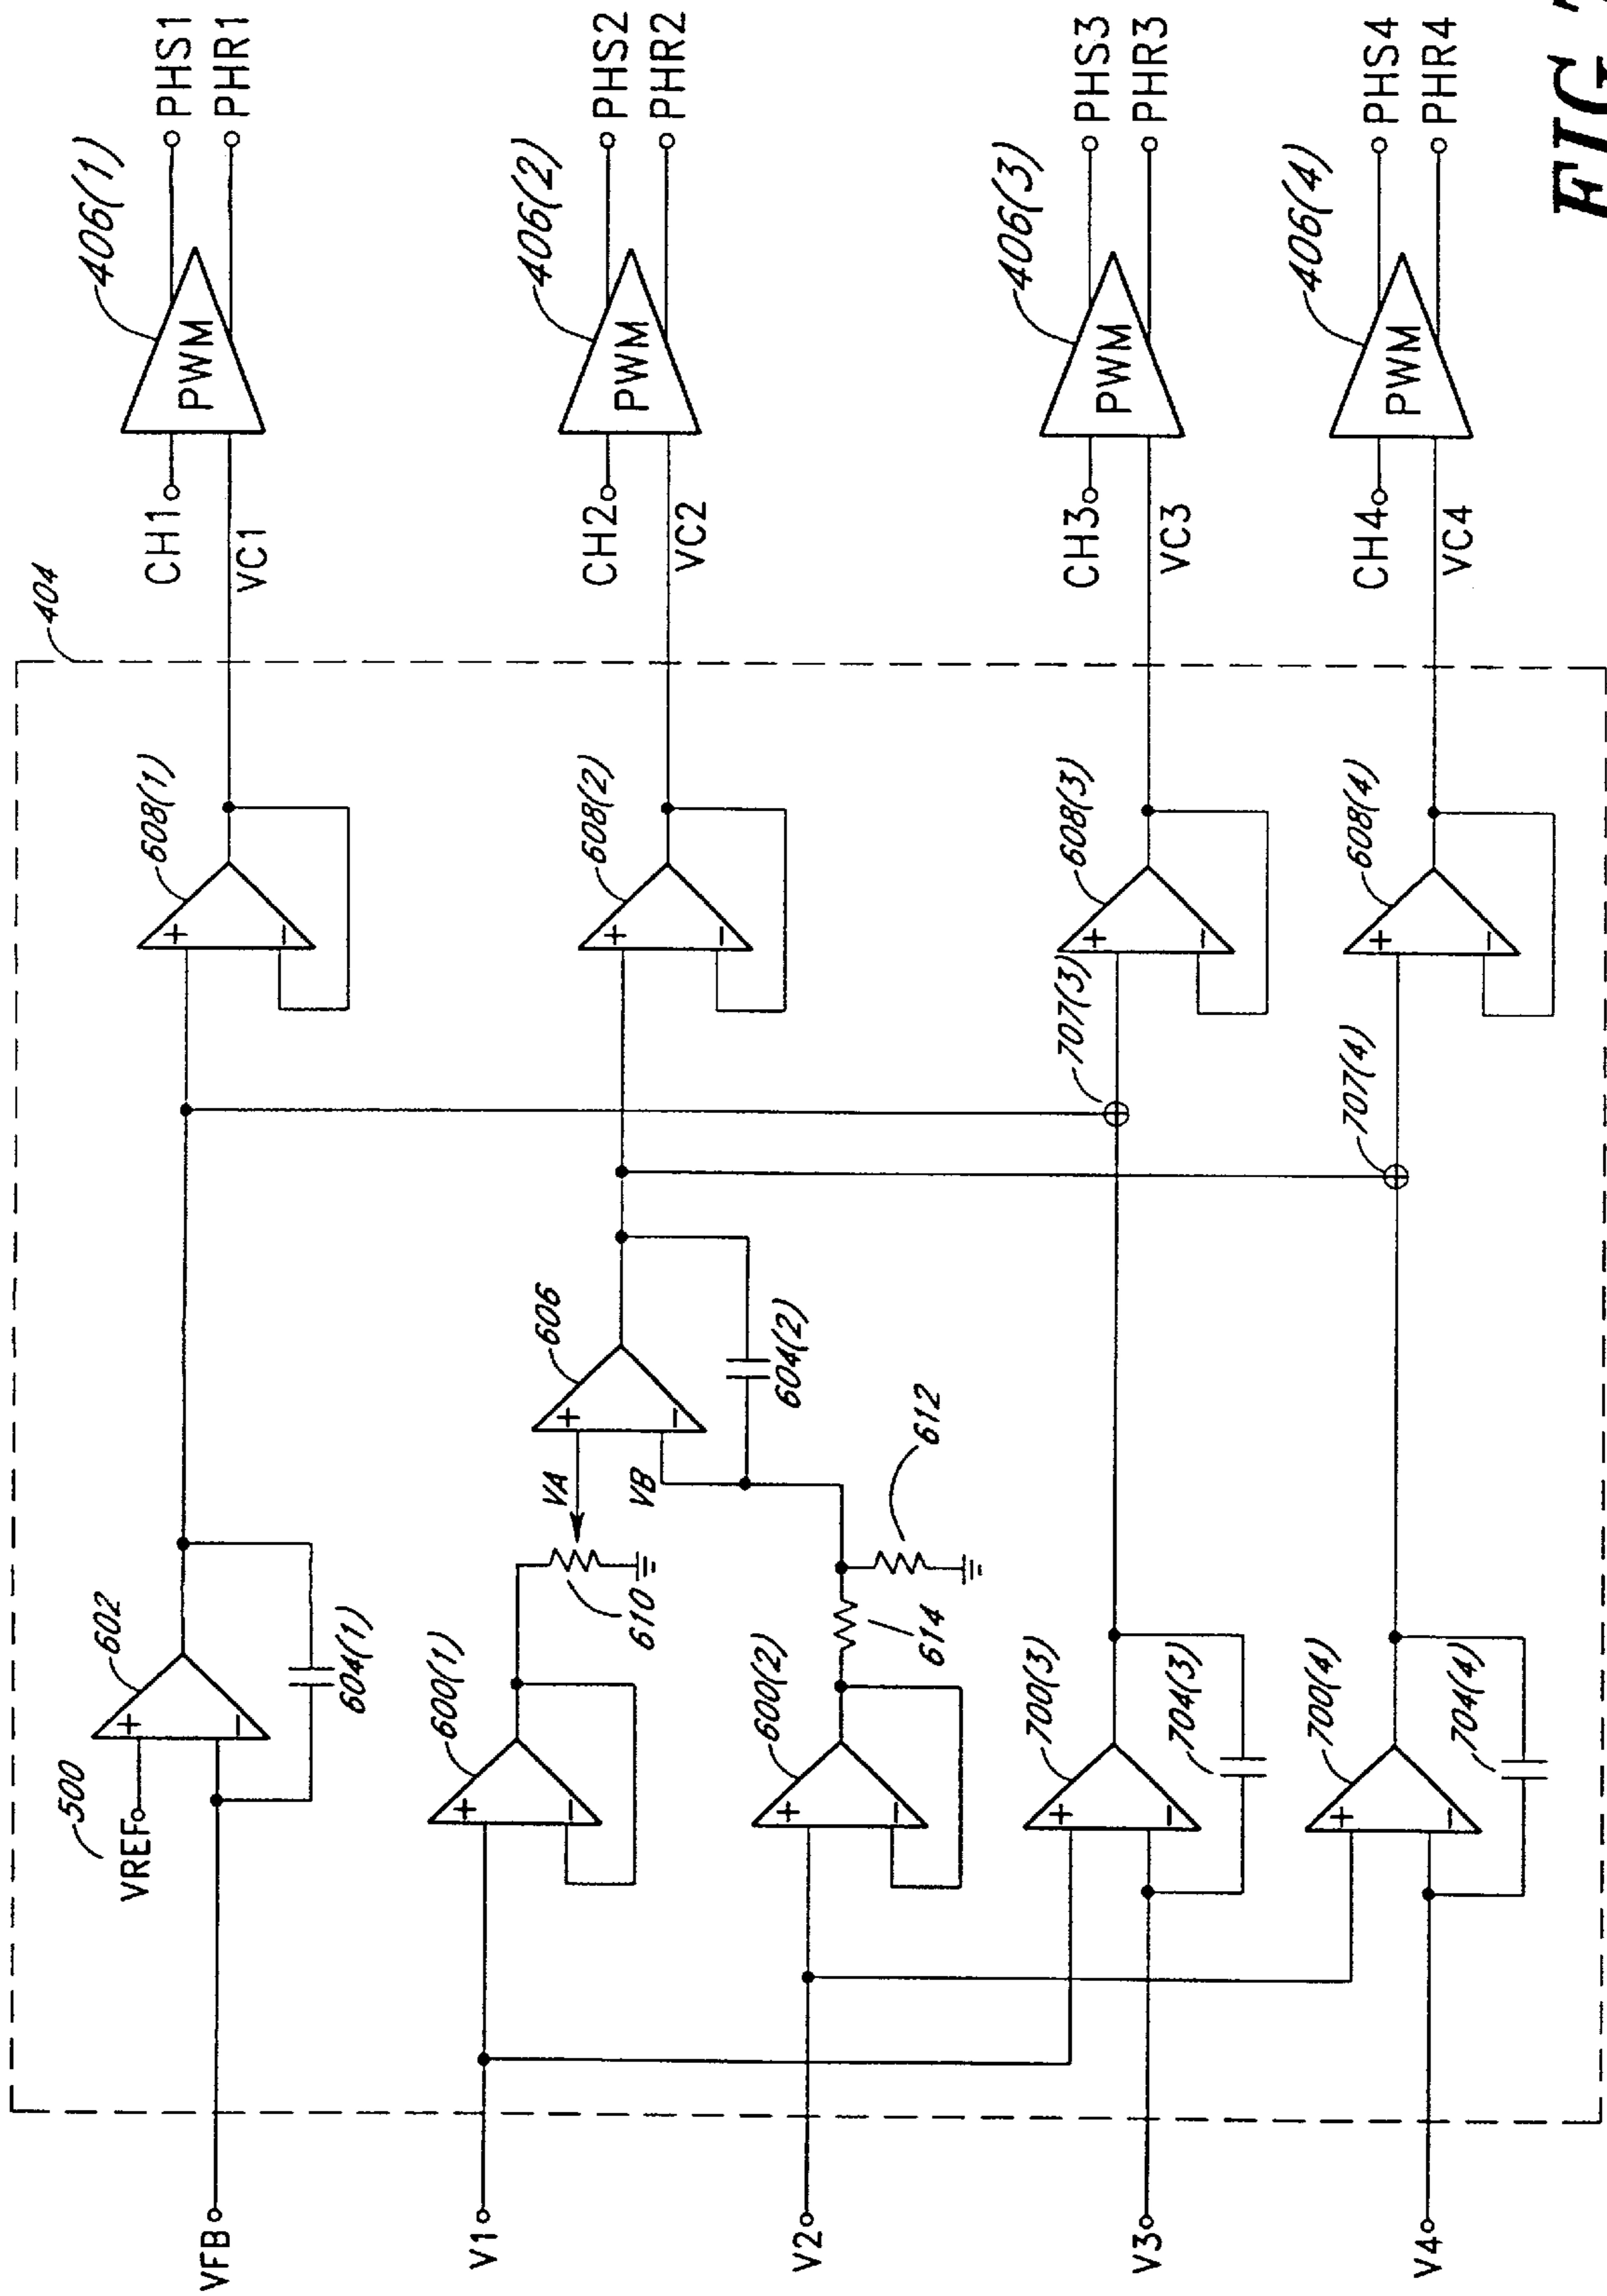 404
VFB
VREF
500
602
604(1)
608(1)
CH1
VC1
406(1)
PWM
PHS1
PHR1
V1
600(1)
610
VA
VB
606
604(2)
608(2)
CH2
VC2
406(2)
PWM
PHS2
PHR2
V2
600(2)
614
612
V3
700(3)
704(3)
707(3)
608(3)
CH3
VC3
406(3)
PWM
PHS3
PHR3
V4
700(4)
704(4)
707(4)
608(4)
CH4
VC4
406(4)
PWM
PHS4
PHR4
+
−
+
−
+
−
+
−
+
−
+
−
+
−
+
−
+
−
+
−
FIG